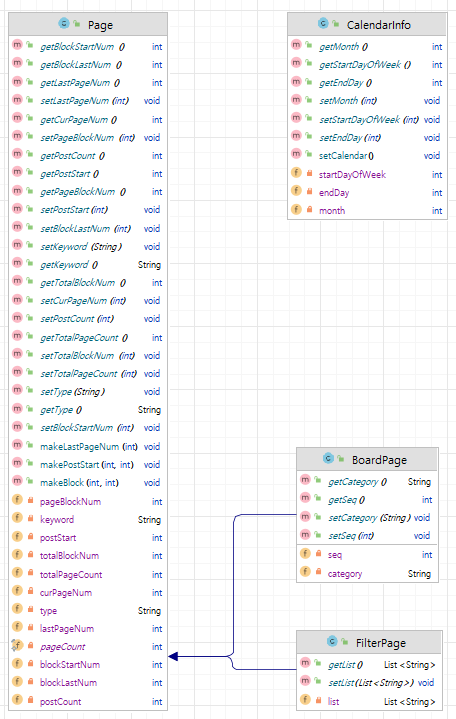 Page
getBlockStartNum () int
getBlockLastNum () int
getLastPageNum () int
setLastPageNum (int) void
getCurPageNum () int
setPageBlockNum (int) void
getPostCount () int
getPostStart () int
getPageBlockNum () int
setPostStart (int) void
setBlockLastNum (int) void
setKeyword (String) void
getKeyword () String
getTotalBlockNum () int
setCurPageNum (int) void
setPostCount (int) void
getTotalPageCount () int
setTotalBlockNum (int) void
setTotalPageCount (int) void
setType (String) void
getType () String
setBlockStartNum (int) void
makeLastPageNum (int) void
makePostStart (int, int) void
makeBlock (int, int) void
pageBlockNum int
keyword String
postStart int
totalBlockNum int
totalPageCount int
curPageNum int
type String
lastPageNum int
pageCount int
blockStartNum int
blockLastNum int
postCount int
CalendarInfo
getMonth () int
getStartDayOfWeek () int
getEndDay () int
setMonth (int) void
setStartDayOfWeek (int) void
setEndDay (int) void
setCalendar() void
startDayOfWeek int
endDay int
month int
BoardPage
getCategory () String
getSeq () int
setCategory (String) void
setSeq (int) void
seq int
category String
FilterPage
getList () List <String>
setList (List <String>) void
list List <String>